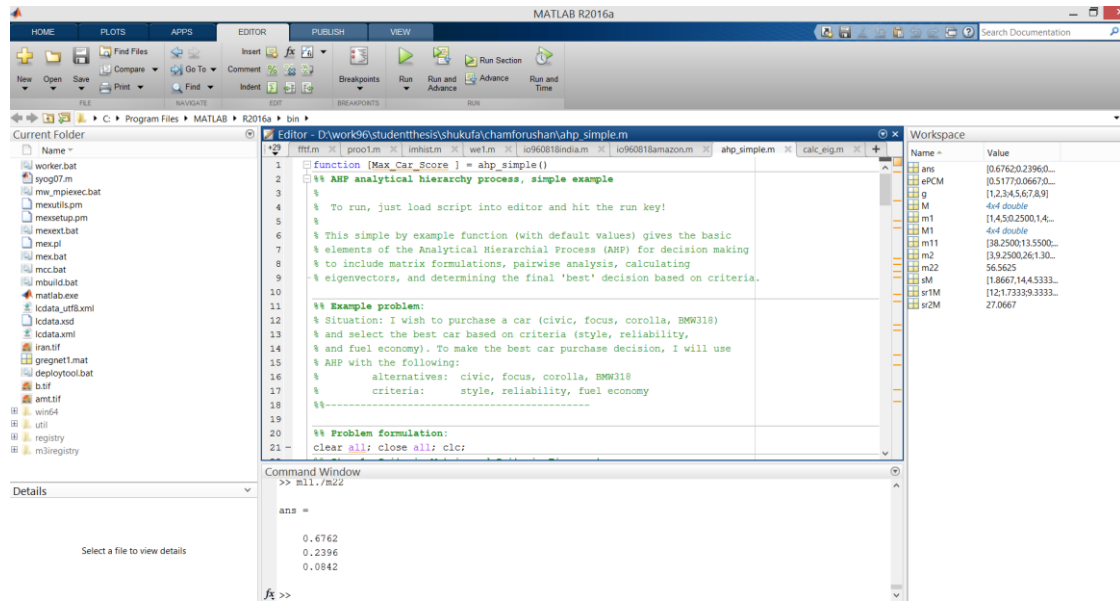 MATLAB R2016a
HOME PLOTS APPS EDITOR PUBLISH VIEW
Search Documentation
New Open Save Find Files Compare Print
Go To Find
Insert fx
Comment
Indent
Breakpoints
Run Run and Advance Run Section Advance Run and Time
FILE NAVIGATE EDIT BREAKPOINTS RUN
C: Program Files MATLAB R2016a bin
Current Folder
Name
worker.bat
syog07.m
mw_mpiexec.bat
mexutils.pm
mexsetup.pm
mexext.bat
mex.pl
mex.bat
mcc.bat
mbuild.bat
matlab.exe
lcdata_utf8.xml
lcdata.xsd
lcdata.xml
iran.tif
gregnet1.mat
deploytool.bat
b.tif
amt.tif
win64
util
registry
m3iregistry
Details
Select a file to view details
Editor - D:\work96\studentthesis\shukufa\chamforushan\ahp_simple.m
+29 fftf.m proo1.m imhist.m we1.m io960818india.m io960818amazon.m ahp_simple.m calc_eig.m +
1 function [Max_Car_Score ] = ahp_simple()
2 %% AHP analytical hierarchy process, simple example
3 %
4 % To run, just load script into editor and hit the run key!
5 %
6 % This simple by example function (with default values) gives the basic
7 % elements of the Analytical Hierarchial Process (AHP) for decision making
8 % to include matrix formulations, pairwise analysis, calculating
9 % eigenvectors, and determining the final 'best' decision based on criteria.
10
11 %% Example problem:
12 % Situation: I wish to purchase a car (civic, focus, corolla, BMW318)
13 % and select the best car based on criteria (style, reliability,
14 % and fuel economy). To make the best car purchase decision, I will use
15 % AHP with the following:
16 % alternatives: civic, focus, corolla, BMW318
17 % criteria: style, reliability, fuel economy
18 %%---------------------------------------------
19
20 %% Problem formulation:
21 - clear all; close all; clc;
Command Window
>> m11./m22
ans =
0.6762
0.2396
0.0842
fx >>
Workspace
Name Value
ans [0.6762;0.2396;0....
ePCM [0.5177;0.0667;0....
g [1,2,3;4,5,6;7,8,9]
M 4x4 double
m1 [1,4,5;0.2500,1,4;...
M1 4x4 double
m11 [38.2500;13.5500;...
m2 [3,9.2500,26;1.30...
m22 56.5625
sM [1.8667,14,4.5333...
sr1M [12;1.7333;9.3333...
sr2M 27.0667